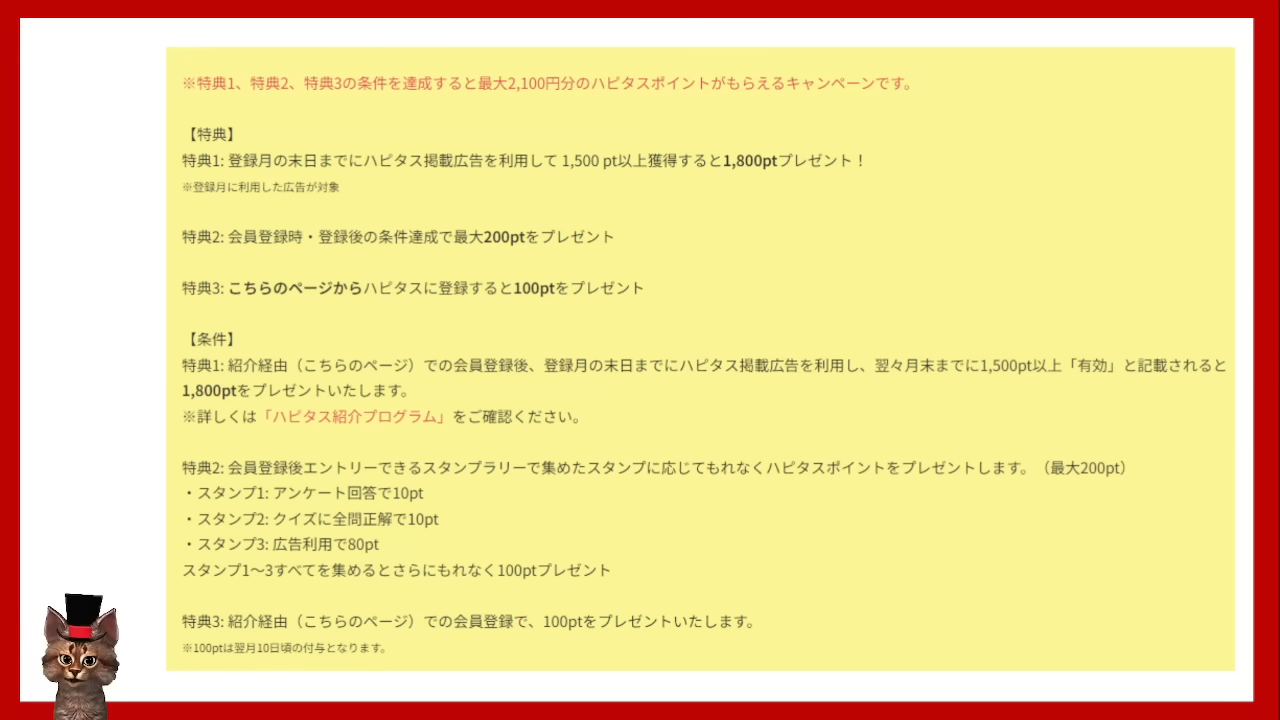 ※特典1、特典2、特典3の条件を達成すると最大2,100円分のハピタスポイントがもらえるキャンペーンです。
【特典】
特典1: 登録月の末日までにハピタス掲載広告を利用して 1,500 pt以上獲得すると1,800ptプレゼント！
※登録月に利用した広告が対象
特典2: 会員登録時・登録後の条件達成で最大200ptをプレゼント
特典3: こちらのページからハピタスに登録すると100ptをプレゼント
【条件】
特典1: 紹介経由（こちらのページ）での会員登録後、登録月の末日までにハピタス掲載広告を利用し、翌々月末までに1,500pt以上「有効」と記載されると
1,800ptをプレゼントいたします。
※詳しくは「ハピタス紹介プログラム」をご確認ください。
特典2: 会員登録後エントリーできるスタンプラリーで集めたスタンプに応じてもれなくハピタスポイントをプレゼントします。（最大200pt）
・スタンプ1: アンケート回答で10pt
・スタンプ2: クイズに全問正解で10pt
・スタンプ3: 広告利用で80pt
スタンプ1〜3すべてを集めるとさらにもれなく100ptプレゼント
特典3: 紹介経由（こちらのページ）での会員登録で、100ptをプレゼントいたします。
※100ptは翌月10日頃の付与となります。